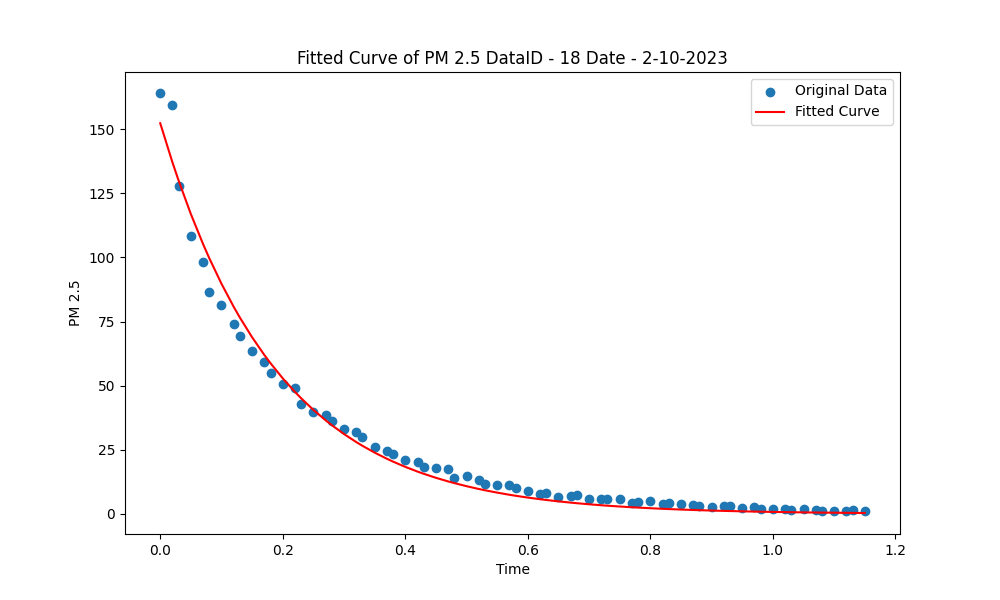 Fitted Curve of PM 2.5 DataID - 18 Date - 2-10-2023
Original Data
Fitted Curve
PM 2.5
150
125
100
75
50
25
0
0.0 0.2 0.4 0.6 0.8 1.0 1.2
Time